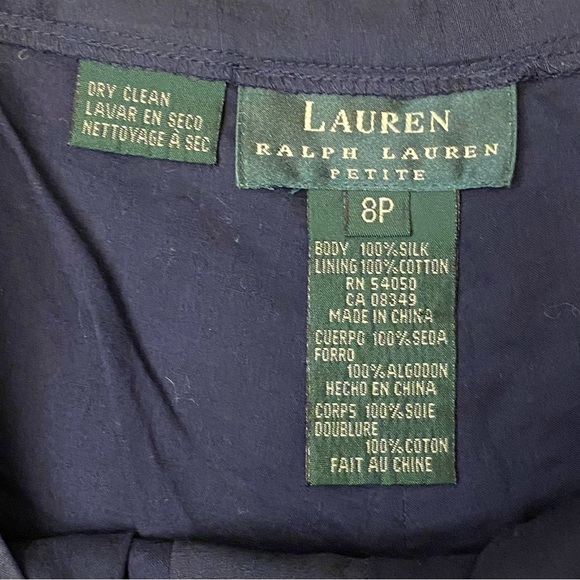 DRY CLEAN
LAVAR EN SECO
NETTOYAGE À SEC
LAUREN
RALPH LAUREN
PETITE
8P
BODY 100%SILK
LINING 100%COTTON
RN 54050
CA 08349
MADE IN CHINA
CUERPO 100%SEDA
FORRO
100%ALGODON
HECHO EN CHINA
CORPS 100%SOIE
DOUBLURE
100%COTON
FAIT AU CHINE